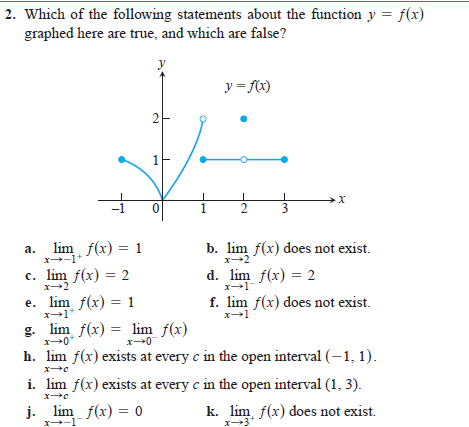 2. Which of the following statements about the function y = f(x)
graphed here are true, and which are false?
y
y = f(x)
2
1
-1 0 1 2 3 x
a. lim x→-1⁺ f(x) = 1 b. lim x→2 f(x) does not exist.
c. lim x→2 f(x) = 2 d. lim x→1⁻ f(x) = 2
e. lim x→1⁺ f(x) = 1 f. lim x→1 f(x) does not exist.
g. lim x→0⁺ f(x) = lim x→0⁻ f(x)
h. lim x→c f(x) exists at every c in the open interval (-1, 1).
i. lim x→c f(x) exists at every c in the open interval (1, 3).
j. lim x→-1⁻ f(x) = 0 k. lim x→3⁺ f(x) does not exist.